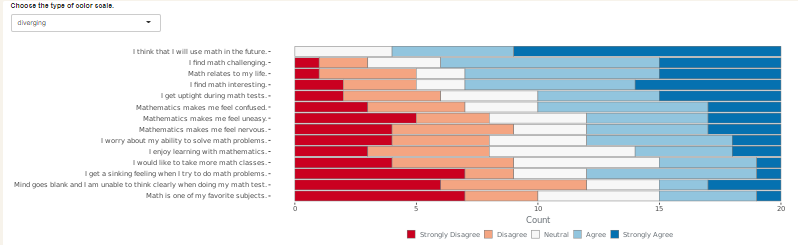 Choose the type of color scale.
diverging
I think that I will use math in the future.
I find math challenging.
Math relates to my life.
I find math interesting.
I get uptight during math tests.
Mathematics makes me feel confused.
Mathematics makes me feel uneasy.
Mathematics makes me feel nervous.
I worry about my ability to solve math problems.
I enjoy learning with mathematics.
I would like to take more math classes.
I get a sinking feeling when I try to do math problems.
Mind goes blank and I am unable to think clearly when doing my math test.
Math is one of my favorite subjects.
0 5 10 15 20
Count
Strongly Disagree Disagree Neutral Agree Strongly Agree